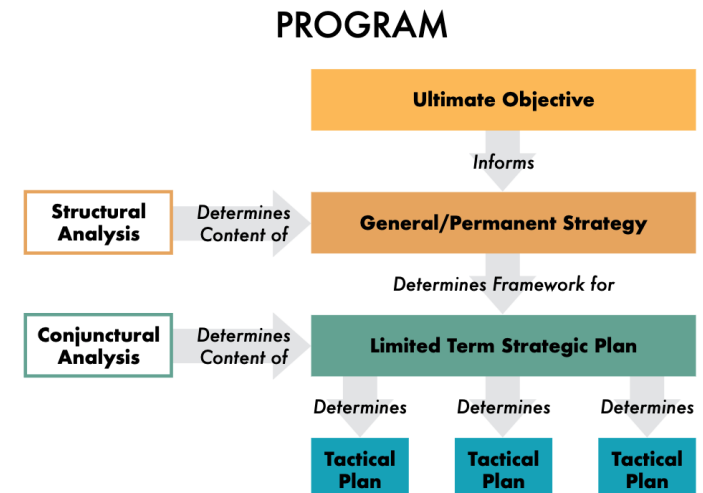 PROGRAM
Ultimate Objective
Informs
Structural
Analysis
Determines
Content of
General/Permanent Strategy
Determines Framework for
Conjunctural
Analysis
Determines
Content of
Limited Term Strategic Plan
Determines
Determines
Determines
Tactical
Plan
Tactical
Plan
Tactical
Plan